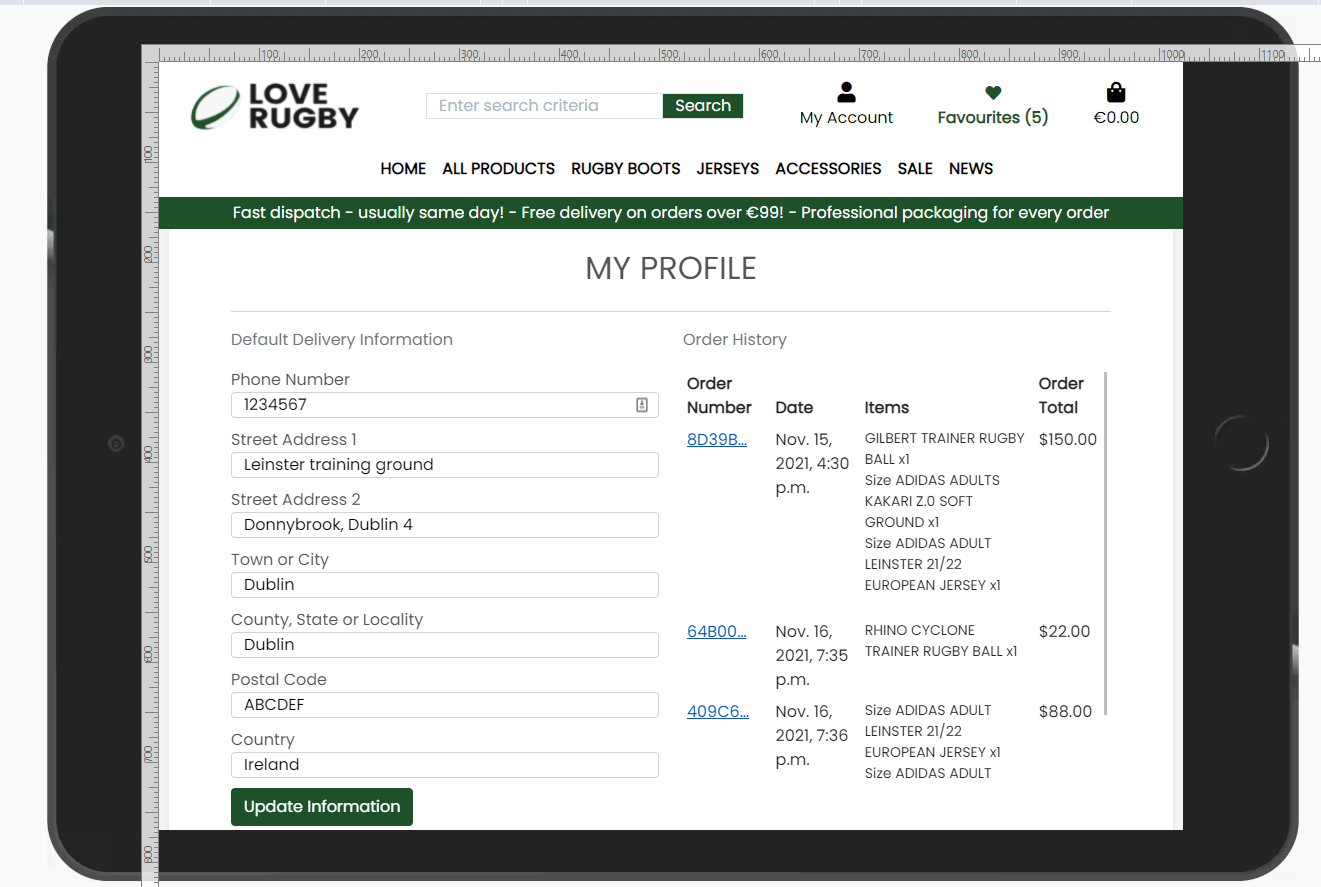 100 200 300 400 500 600 700 800 900 1000 1100
LOVE
RUGBY
Enter search criteria Search
My Account
Favourites (5)
€0.00
HOME ALL PRODUCTS RUGBY BOOTS JERSEYS ACCESSORIES SALE NEWS
Fast dispatch - usually same day! - Free delivery on orders over €99! - Professional packaging for every order
MY PROFILE
Default Delivery Information
Phone Number
1234567
Street Address 1
Leinster training ground
Street Address 2
Donnybrook, Dublin 4
Town or City
Dublin
County, State or Locality
Dublin
Postal Code
ABCDEF
Country
Ireland
Update Information
Order History
Order
Number
Date
Items
Order
Total
8D39B...
Nov. 15,
2021, 4:30
p.m.
GILBERT TRAINER RUGBY
BALL x1
Size ADIDAS ADULTS
KAKARI Z.0 SOFT
GROUND x1
Size ADIDAS ADULT
LEINSTER 21/22
EUROPEAN JERSEY x1
$150.00
64B00...
Nov. 16,
2021, 7:35
p.m.
RHINO CYCLONE
TRAINER RUGBY BALL x1
$22.00
409C6...
Nov. 16,
2021, 7:36
p.m.
Size ADIDAS ADULT
LEINSTER 21/22
EUROPEAN JERSEY x1
Size ADIDAS ADULT
$88.00
100
200
300
400
500
600
700
800